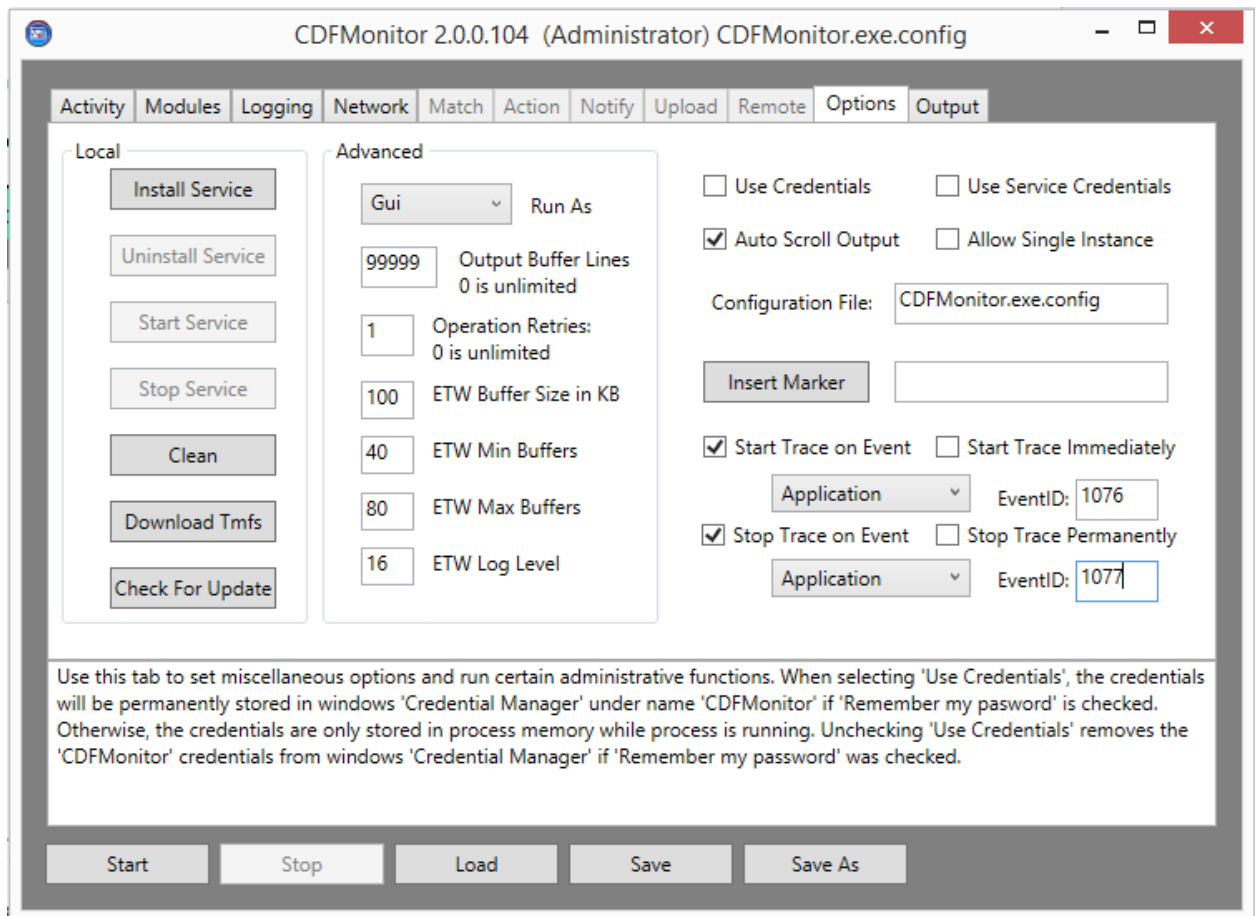 CDFMonitor 2.0.0.104 (Administrator) CDFMonitor.exe.config
Activity Modules Logging Network Match Action Notify Upload Remote Options Output
Local
Install Service
Uninstall Service
Start Service
Stop Service
Clean
Download Tmfs
Check For Update
Advanced
Gui Run As
99999 Output Buffer Lines
0 is unlimited
1 Operation Retries:
0 is unlimited
100 ETW Buffer Size in KB
40 ETW Min Buffers
80 ETW Max Buffers
16 ETW Log Level
Use Credentials Use Service Credentials
Auto Scroll Output Allow Single Instance
Configuration File: CDFMonitor.exe.config
Insert Marker
Start Trace on Event Start Trace Immediately
Application EventID: 1076
Stop Trace on Event Stop Trace Permanently
Application EventID: 1077
Use this tab to set miscellaneous options and run certain administrative functions. When selecting 'Use Credentials', the credentials
will be permanently stored in windows 'Credential Manager' under name 'CDFMonitor' if 'Remember my pasword' is checked.
Otherwise, the credentials are only stored in process memory while process is running. Unchecking 'Use Credentials' removes the
'CDFMonitor' credentials from windows 'Credential Manager' if 'Remember my password' was checked.
Start Stop Load Save Save As